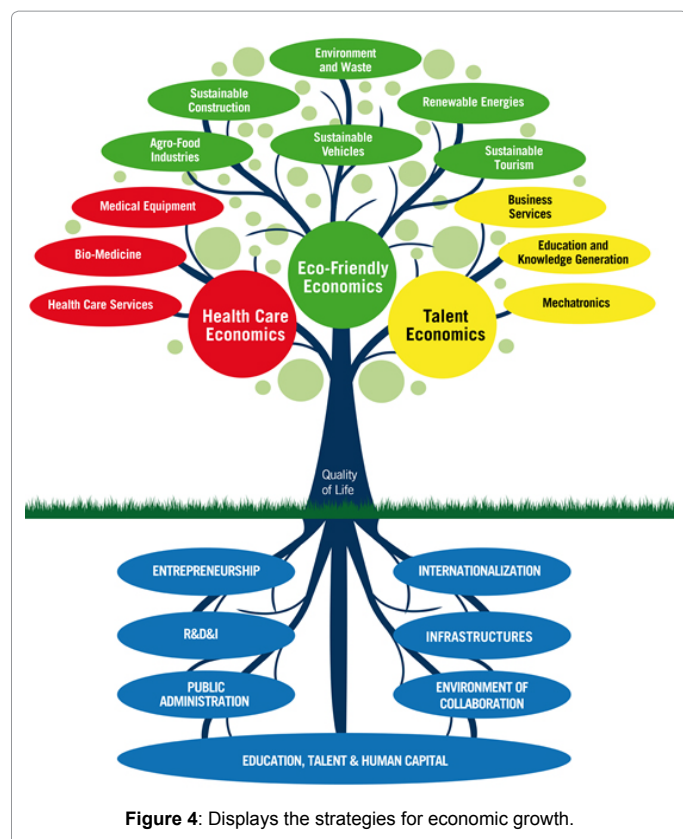 Environment
and Waste
Sustainable
Construction
Renewable Energies
Agro-Food
Industries
Sustainable
Vehicles
Sustainable
Tourism
Medical Equipment
Business
Services
Bio-Medicine
Eco-Friendly
Economics
Education and
Knowledge Generation
Health Care Services
Health Care
Economics
Talent
Economics
Mechatronics
Quality
of Life
ENTREPRENEURSHIP
INTERNATIONALIZATION
R&D&I
INFRASTRUCTURES
PUBLIC
ADMINISTRATION
ENVIRONMENT OF
COLLABORATION
EDUCATION, TALENT & HUMAN CAPITAL
Figure 4: Displays the strategies for economic growth.